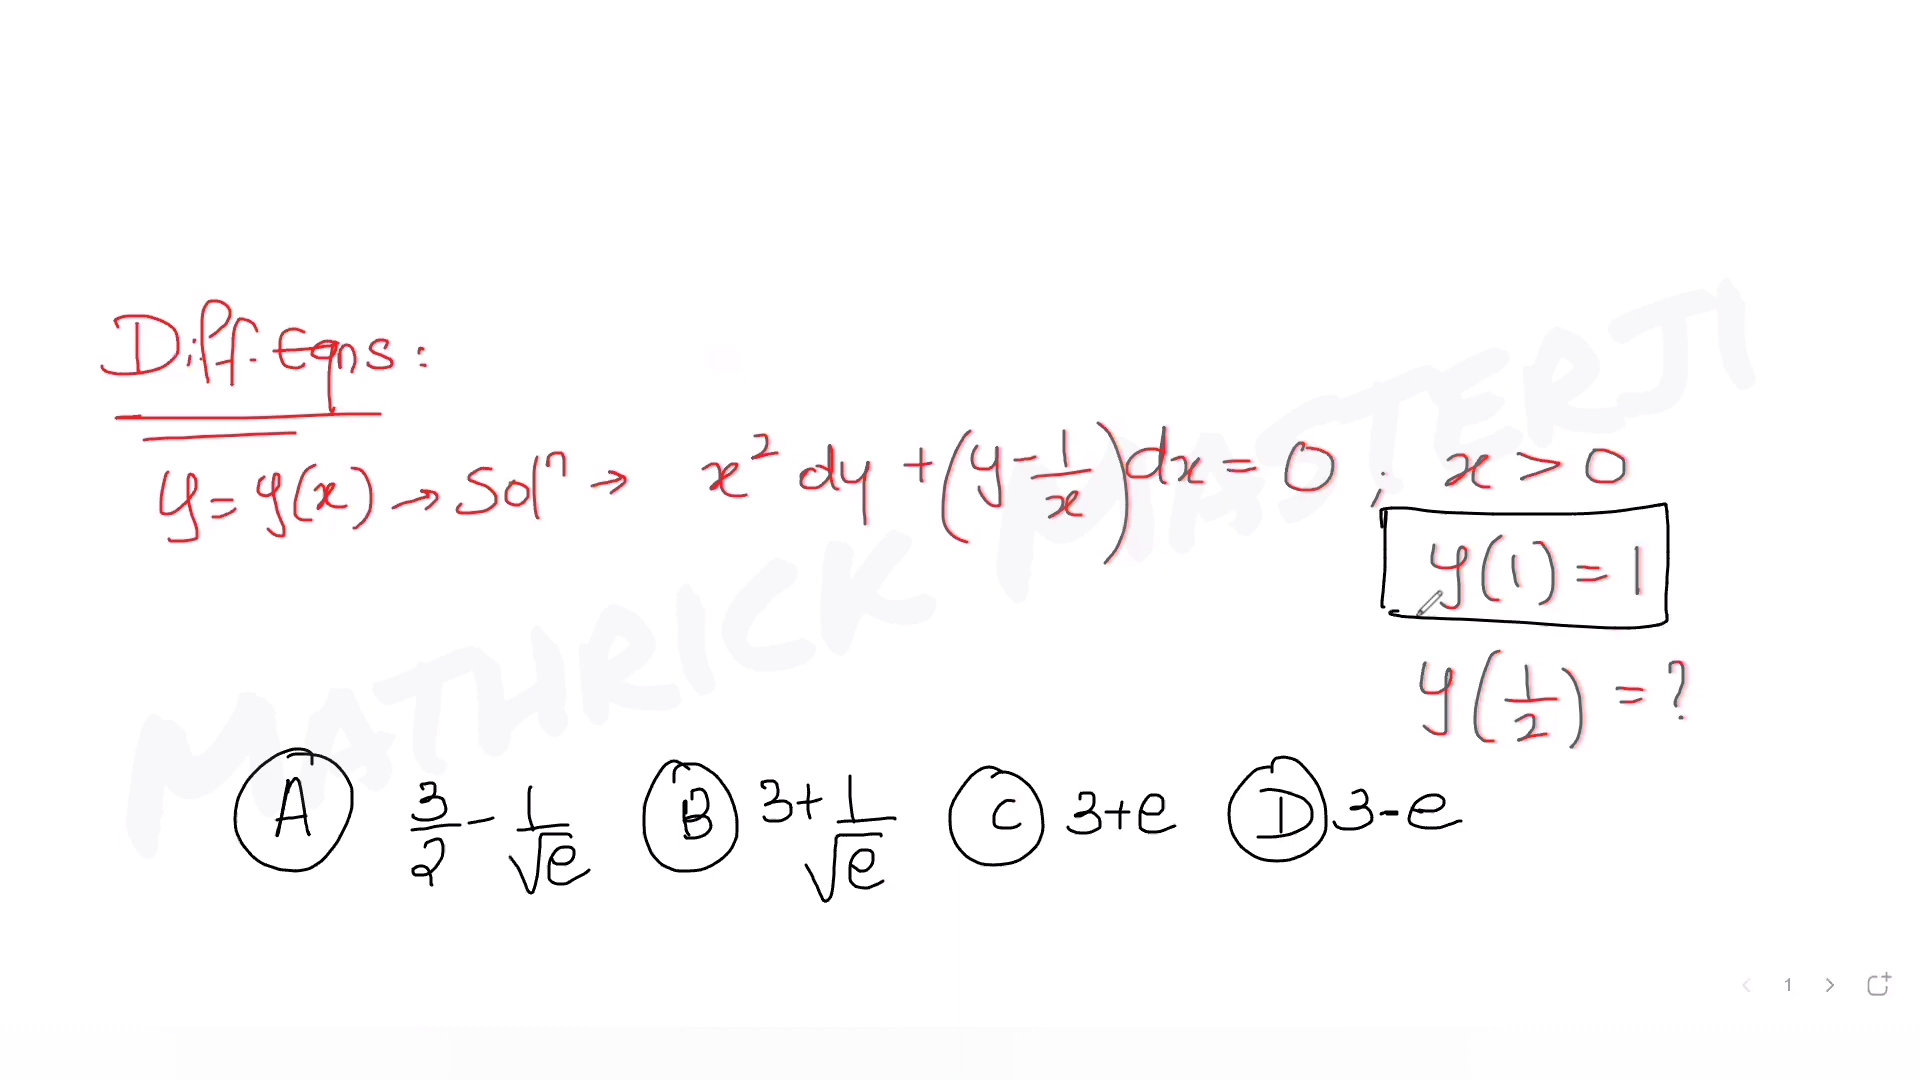 Diff. Eqns:
y = y(x) → Solⁿ → x² dy + (y - 1/x) dx = 0 ; x > 0
y(1) = 1
y(1/2) = ?
A 3/2 - 1/√e B 3 + 1/√e C 3+e D 3-e
MATHRICK MASTERJI
1